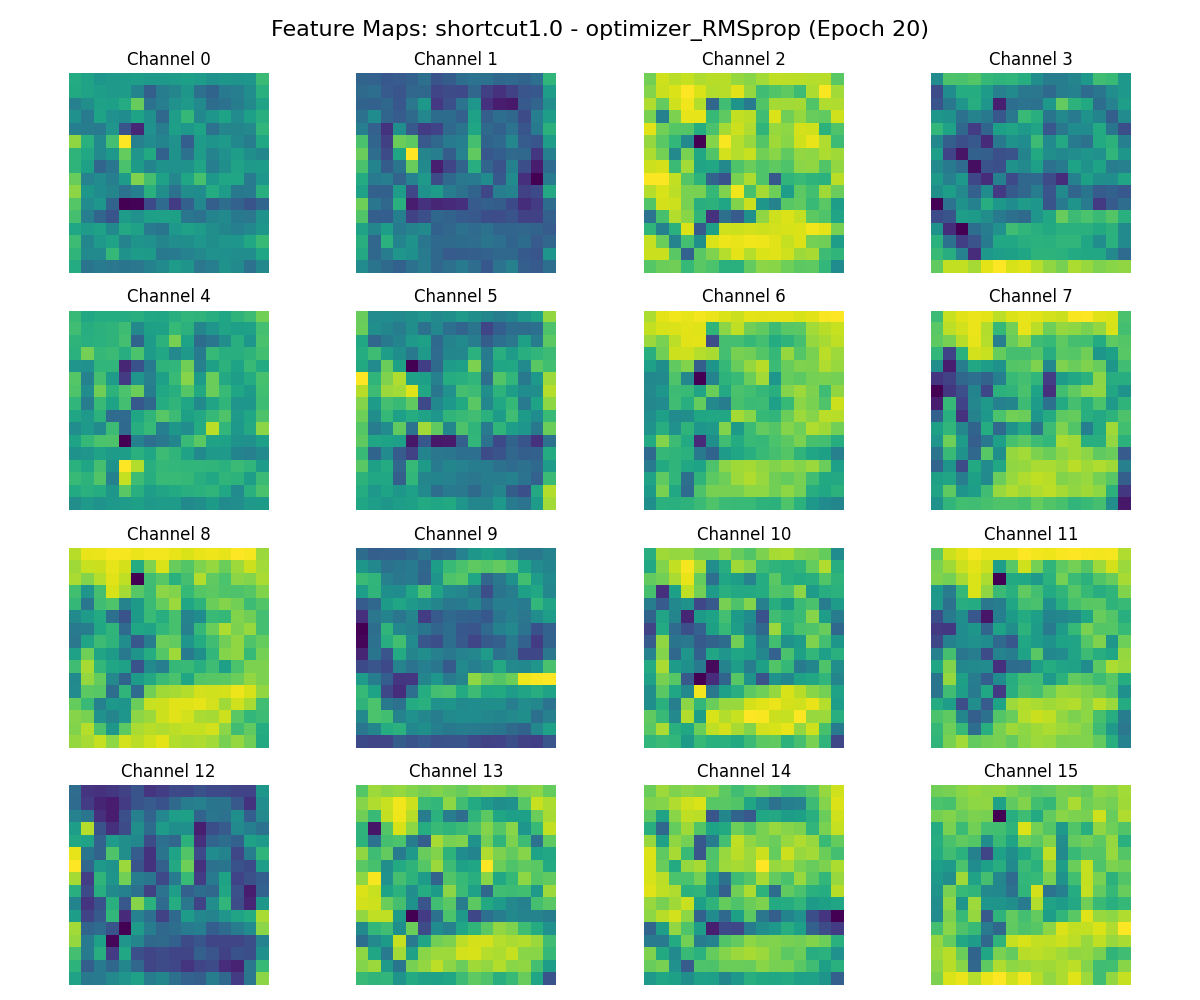 Feature Maps: shortcut1.0 - optimizer_RMSprop (Epoch 20)
Channel 0
Channel 1
Channel 2
Channel 3
Channel 4
Channel 5
Channel 6
Channel 7
Channel 8
Channel 9
Channel 10
Channel 11
Channel 12
Channel 13
Channel 14
Channel 15